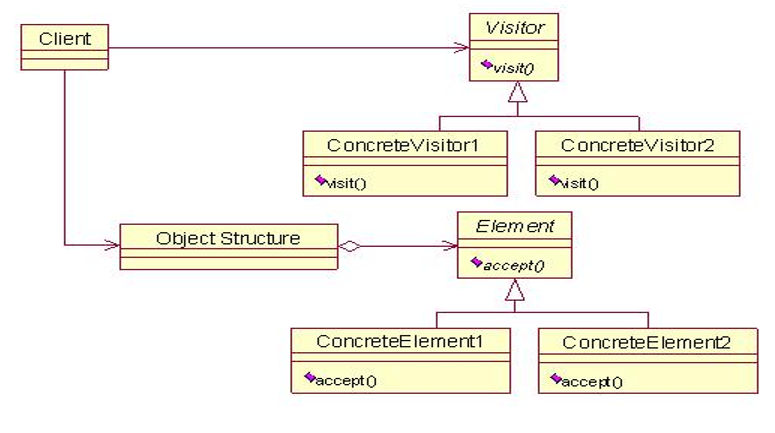 Client
Visitor
visit()
ConcreteVisitor1
visit()
ConcreteVisitor2
visit()
Object Structure
Element
accept()
ConcreteElement1
accept()
ConcreteElement2
accept()